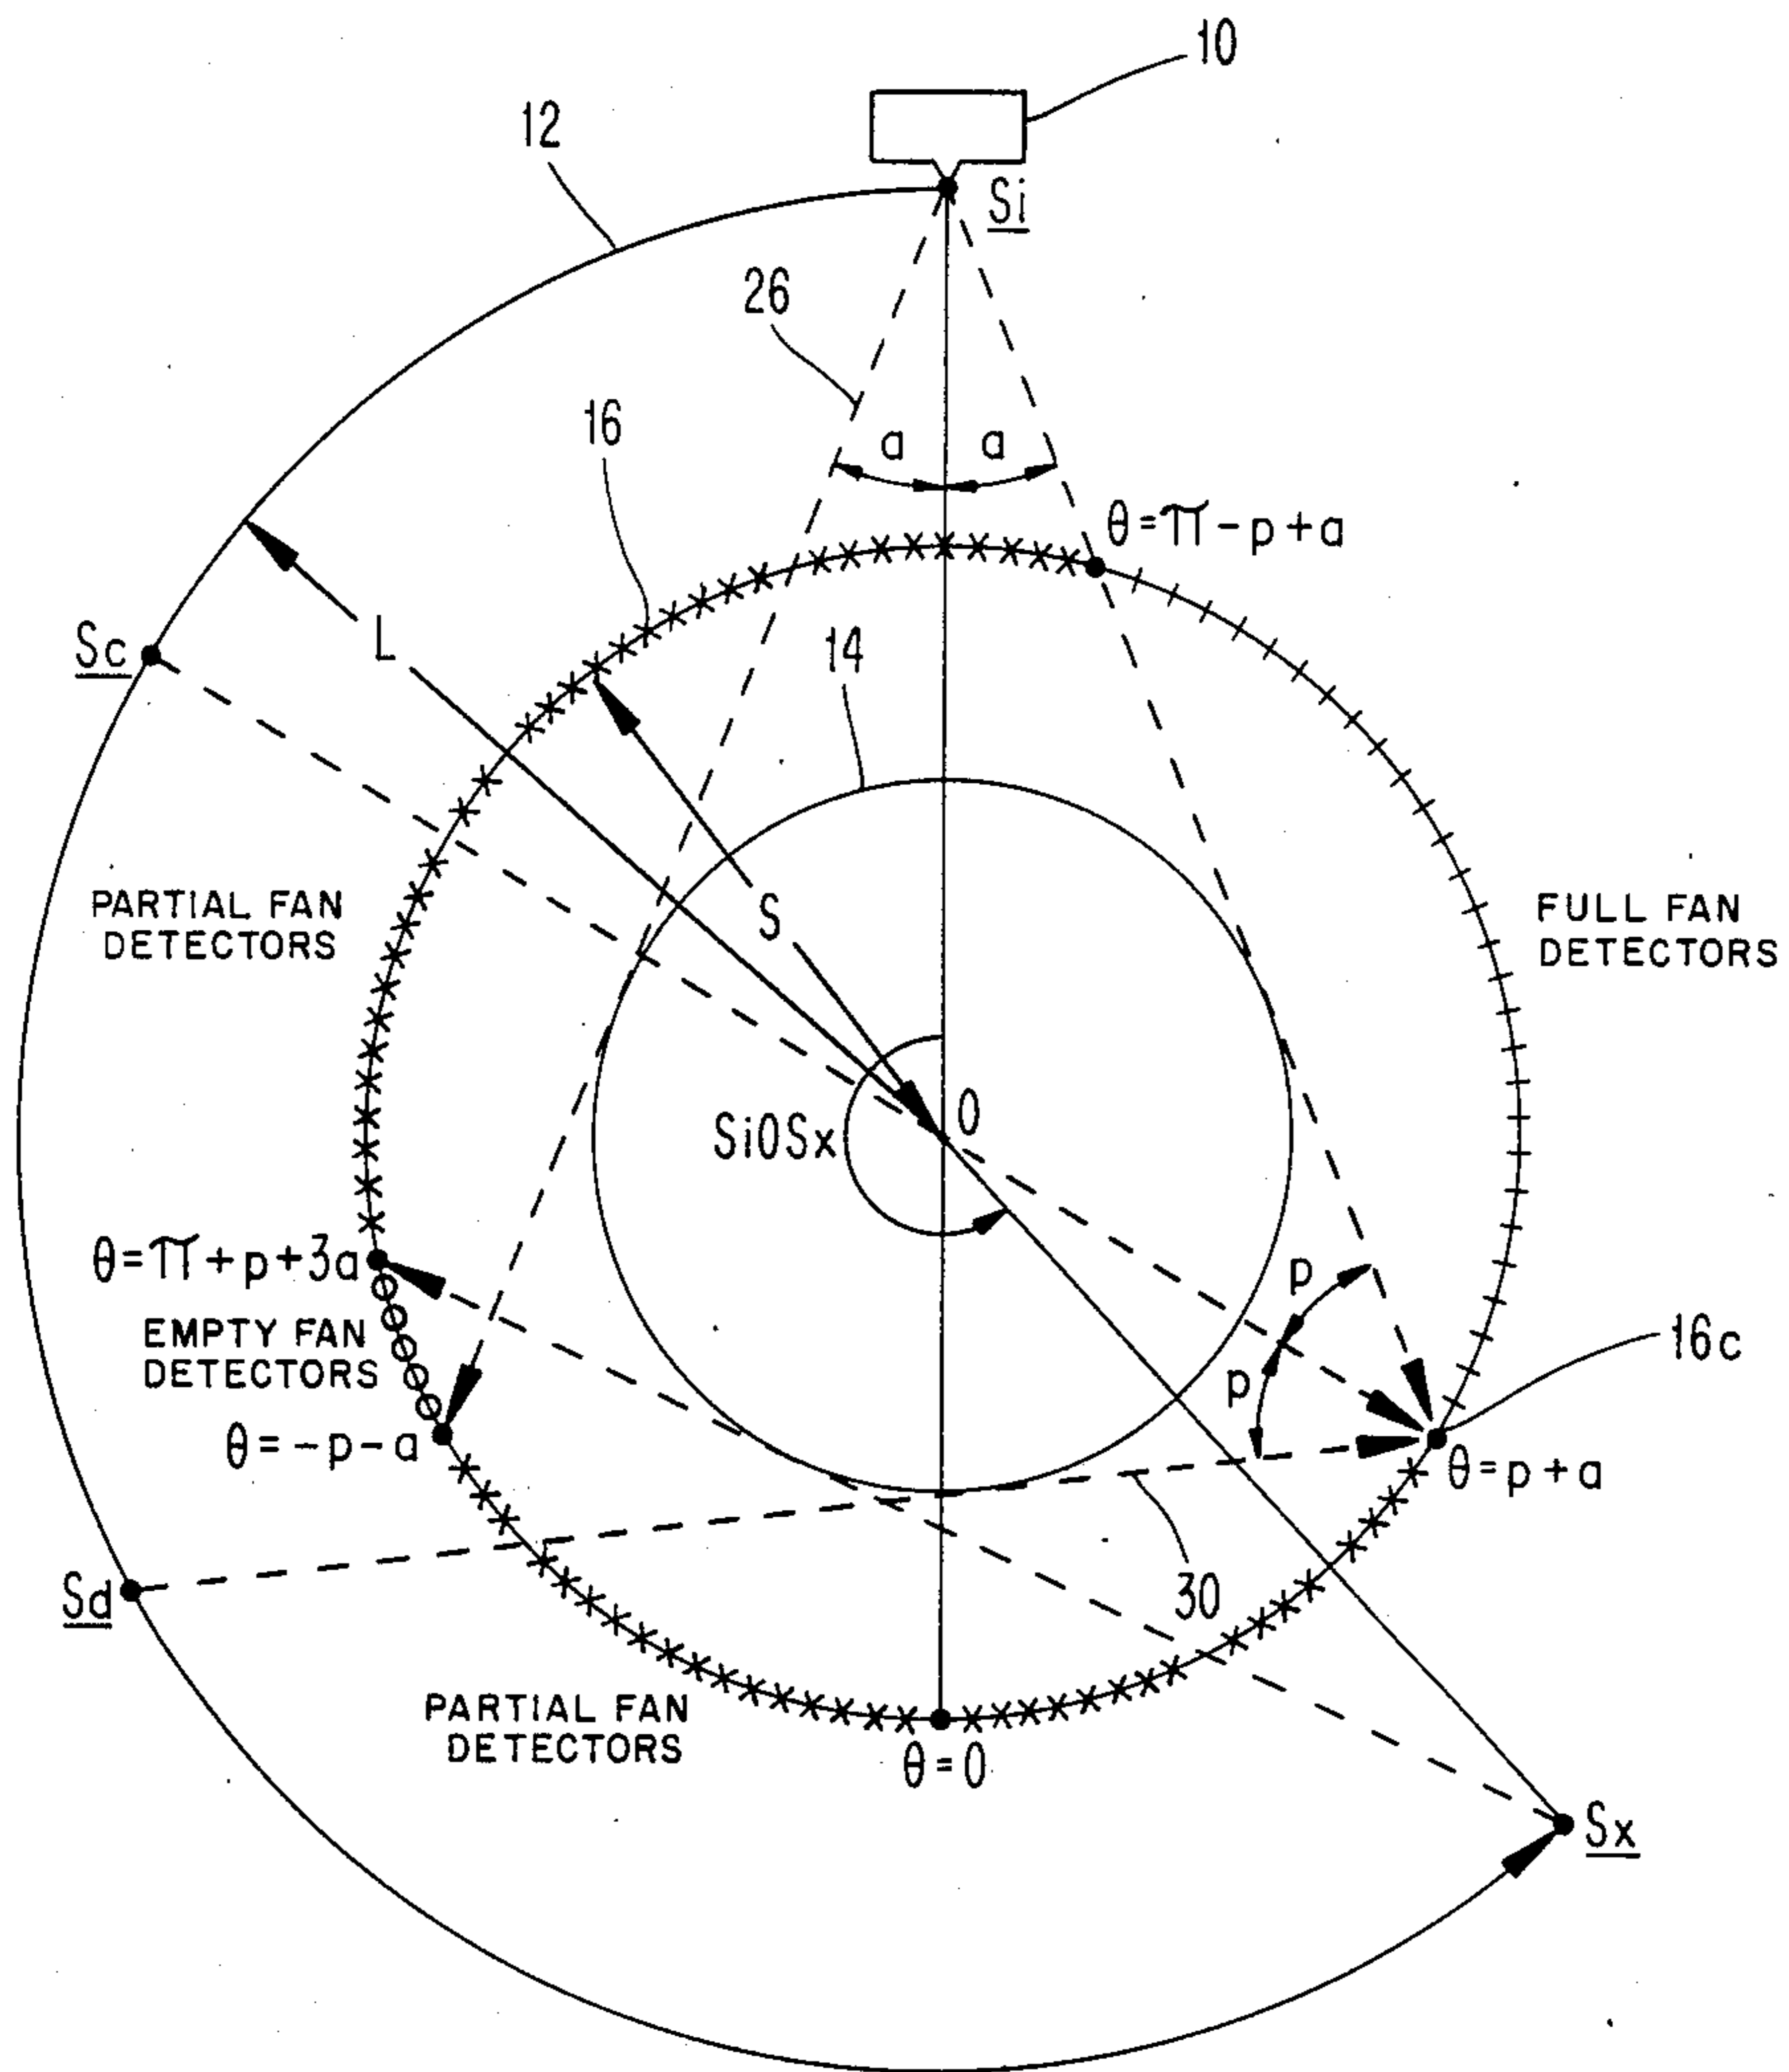 10
12
Si
26
a a
16
θ=π-p+a
14
L
Sc
S
PARTIAL FAN
DETECTORS
FULL FAN
DETECTORS
O
SiOSx
θ=π+p+3a
p
EMPTY FAN
DETECTORS
16c
p
θ=-p-a
θ=p+a
Sd
30
PARTIAL FAN
DETECTORS
θ=0
Sx